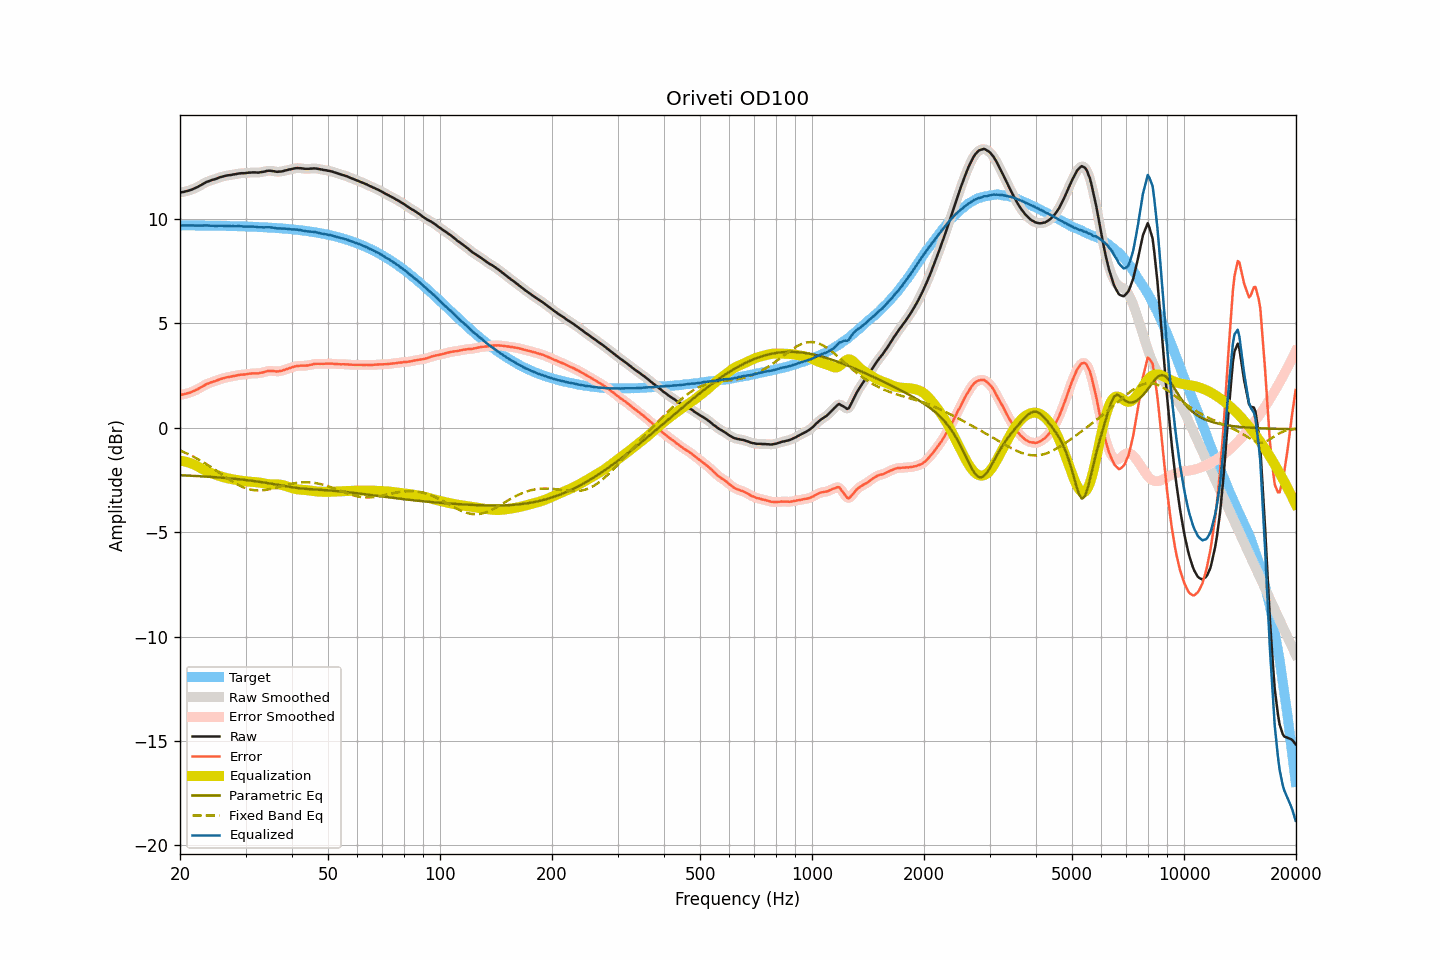 Oriveti OD100
Amplitude (dBr)
10
5
0
−5
−10
−15
−20
Target
Raw Smoothed
Error Smoothed
Raw
Error
Equalization
Parametric Eq
Fixed Band Eq
Equalized
20 50 100 200 500 1000 2000 5000 10000 20000
Frequency (Hz)